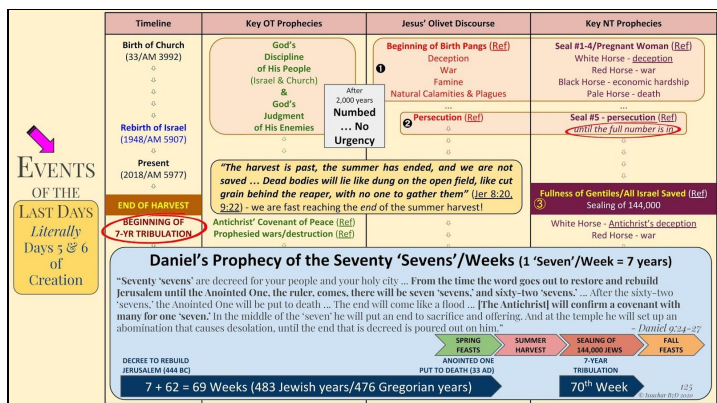 Timeline
Key OT Prophecies
Jesus' Olivet Discourse
Key NT Prophecies
EVENTS
OF THE
LAST DAYS
Literally
Days 5 & 6
of
Creation
Birth of Church
(33/AM 3992)
Rebirth of Israel
(1948/AM 5907)
Present
(2018/AM 5977)
END OF HARVEST
BEGINNING OF
7-YR TRIBULATION
God's
Discipline
of His People
(Israel & Church)
&
God's
Judgment
of His Enemies
After
2,000 years
Numbed
... No
Urgency
Beginning of Birth Pangs (Ref)
❶
Deception
War
Famine
Natural Calamities & Plagues
...
❷
Persecution (Ref)
Seal #1-4/Pregnant Woman (Ref)
White Horse - deception
Red Horse - war
Black Horse - economic hardship
Pale Horse - death
...
Seal #5 - persecution (Ref)
until the full number is in
"The harvest is past, the summer has ended, and we are not
saved ... Dead bodies will lie like dung on the open field, like cut
grain behind the reaper, with no one to gather them" (Jer 8:20,
9:22) - we are fast reaching the end of the summer harvest!
Fullness of Gentiles/All Israel Saved (Ref)
③
Sealing of 144,000
Antichrist's Covenant of Peace (Ref)
Prophesied wars/destruction (Ref)
White Horse - Antichrist's deception
Red Horse - war
Daniel's Prophecy of the Seventy 'Sevens'/Weeks (1 'Seven'/Week = 7 years)
"Seventy 'sevens' are decreed for your people and your holy city ... From the time the word goes out to restore and rebuild
Jerusalem until the Anointed One, the ruler, comes, there will be seven 'sevens,' and sixty-two 'sevens.' ... After the sixty-two
'sevens,' the Anointed One will be put to death ... The end will come like a flood ... [The Antichrist] will confirm a covenant with
many for one 'seven.' In the middle of the 'seven' he will put an end to sacrifice and offering. And at the temple he will set up an
abomination that causes desolation, until the end that is decreed is poured out on him."
- Daniel 9:24-27
SPRING
FEASTS
SUMMER
HARVEST
SEALING OF
144,000 JEWS
FALL
FEASTS
DECREE TO REBUILD
JERUSALEM (444 BC)
ANOINTED ONE
PUT TO DEATH (33 AD)
7-YEAR
TRIBULATION
7 + 62 = 69 Weeks (483 Jewish years/476 Gregorian years)
70th Week
125
© Issachar B7D 2020